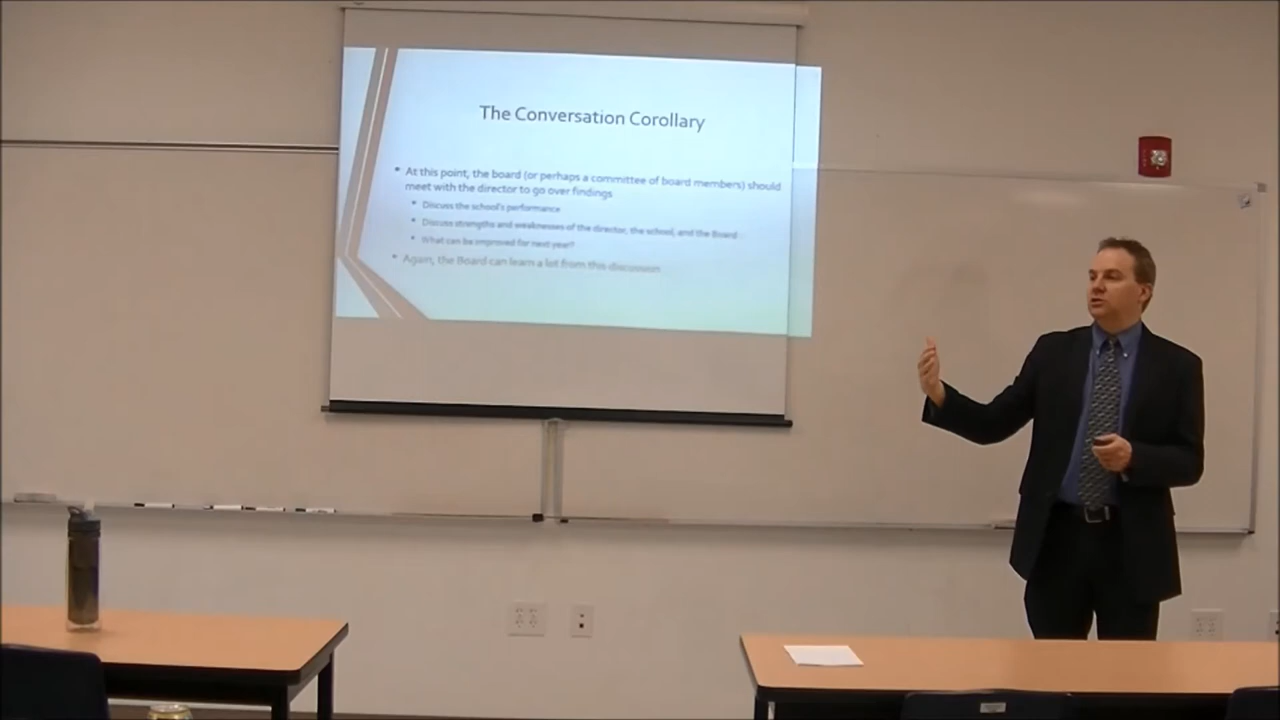 The Conversation Corollary
At this point, the board (or perhaps a committee of board members) should
meet with the director to go over findings
Discuss the school's performance
Discuss strengths and weaknesses of the director, the school, and the Board
What can be improved for next year?
Again, the Board can learn a lot from this discussion